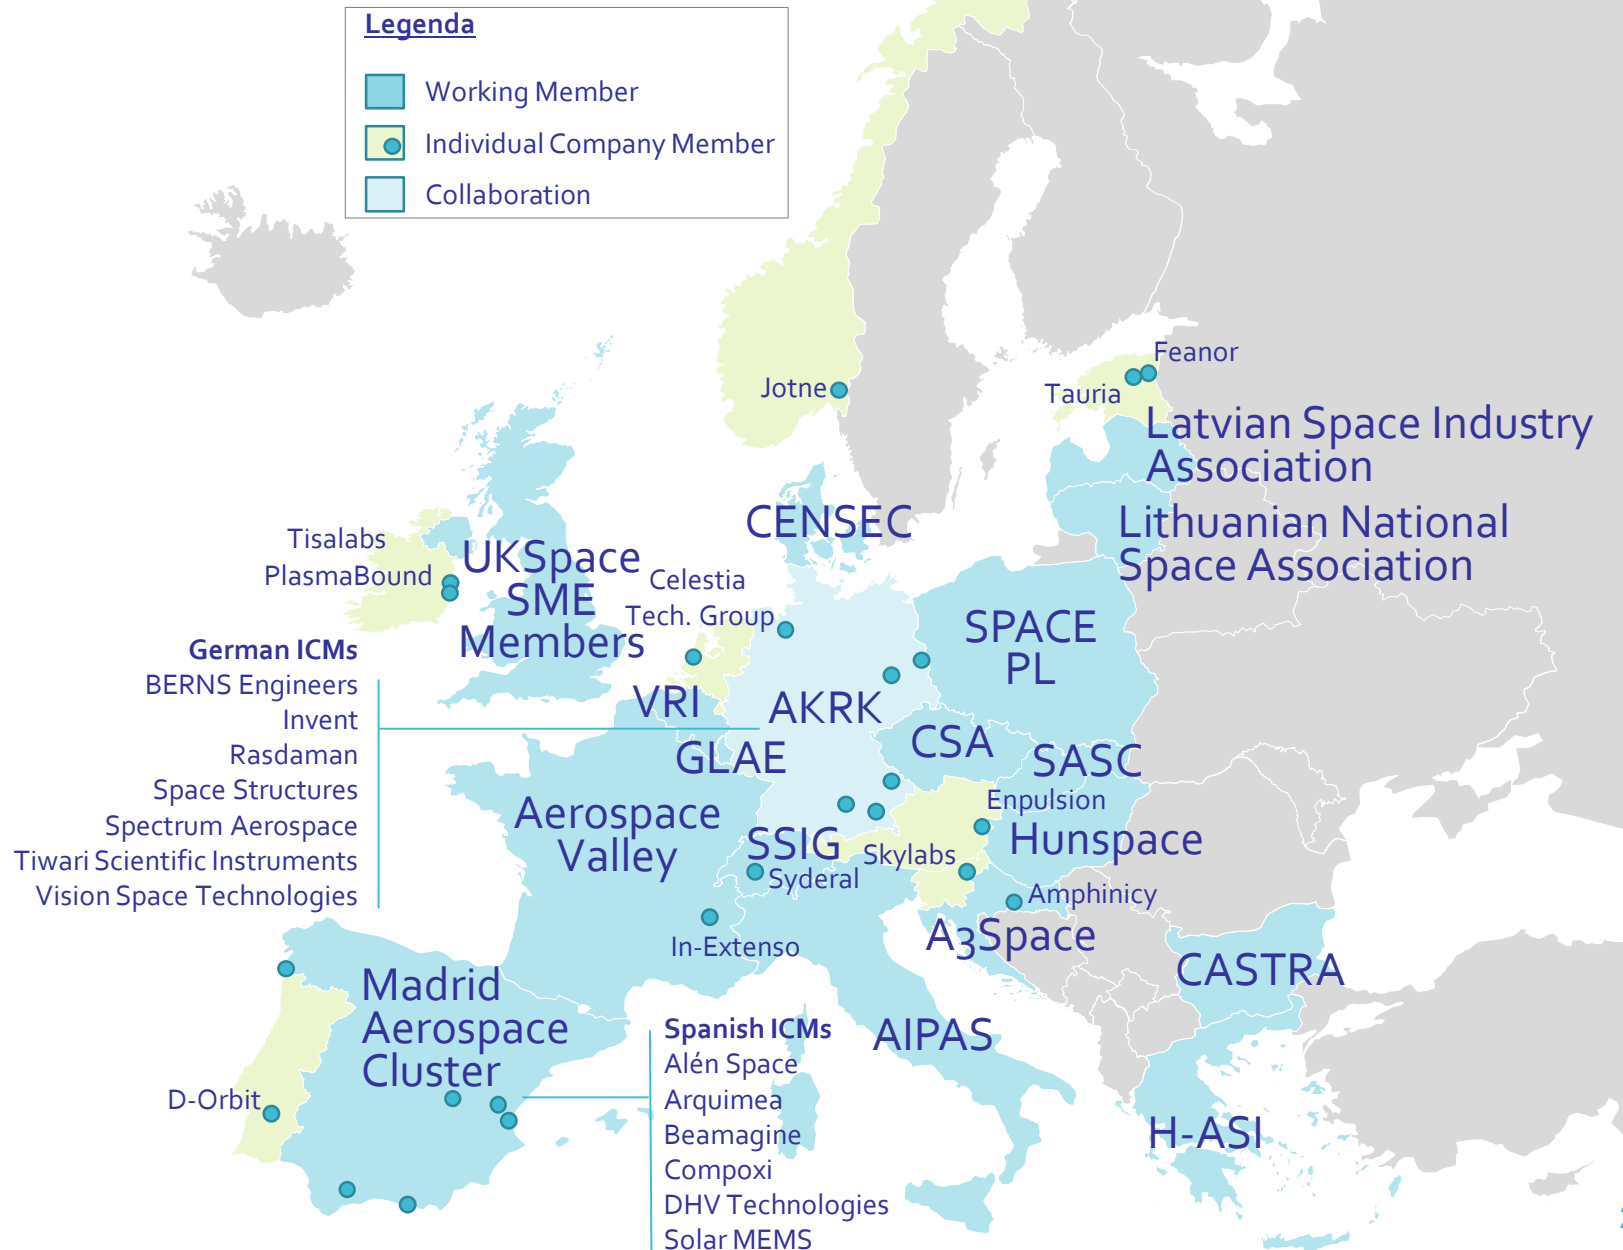 Legenda
Working Member
Individual Company Member
Collaboration
Jotne
Feanor
Tauria
Latvian Space Industry
Association
Lithuanian National
Space Association
CENSEC
Tisalabs
PlasmaBound
UKSpace
SME
Members
Celestia
Tech. Group
SPACE
PL
German ICMs
BERNS Engineers
Invent
Rasdaman
Space Structures
Spectrum Aerospace
Tiwari Scientific Instruments
Vision Space Technologies
VRI
AKRK
GLAE
CSA
SASC
Enpulsion
Aerospace
Valley
SSIG
Syderal
Skylabs
Hunspace
Amphinicy
In-Extenso
A3Space
CASTRA
Madrid
Aerospace
Cluster
D-Orbit
AIPAS
Spanish ICMs
Alén Space
Arquimea
Beamagine
Compoxi
DHV Technologies
Solar MEMS
H-ASI